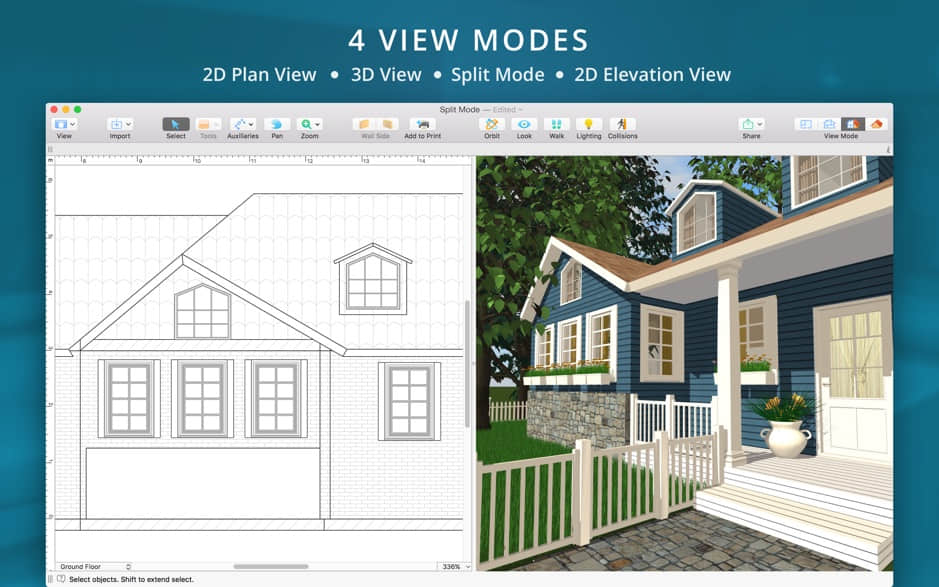 4 VIEW MODES
2D Plan View • 3D View • Split Mode • 2D Elevation View
Split Mode — Edited
View Import Select Tools Auxiliaries Pan Zoom Wall Side Add to Print Orbit Look Walk Lighting Collisions Share View Mode
m 8 9 10 11 12 13 14
Ground Floor 336%
Select objects. Shift to extend select.